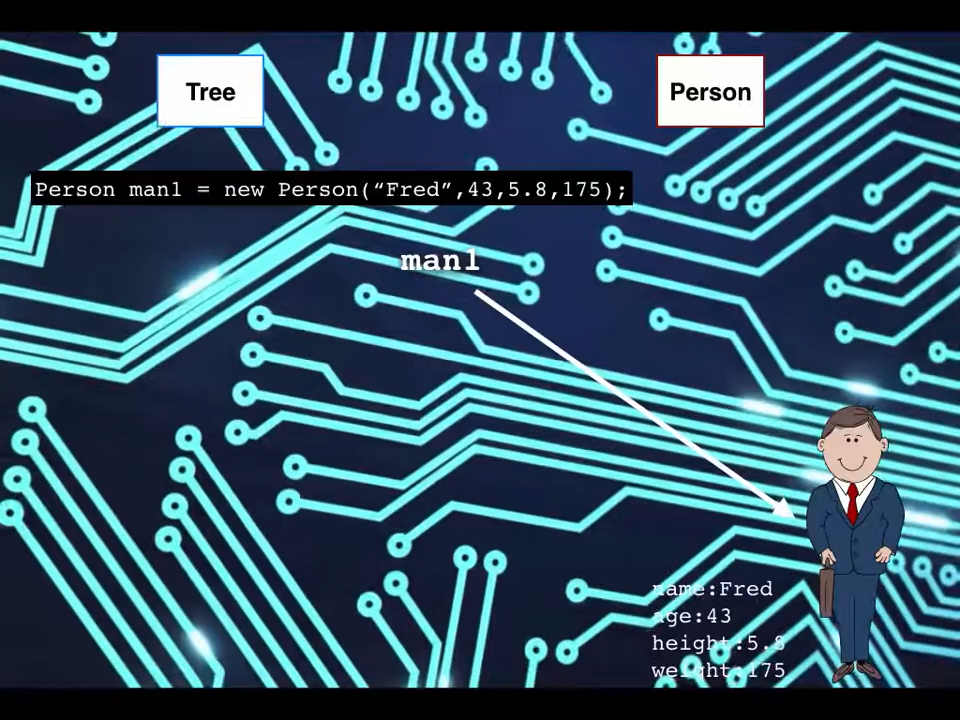 Tree
Person
Person man1 = new Person(“Fred”,43,5.8,175);
man1
name:Fred
age:43
height:5.8
weight:175